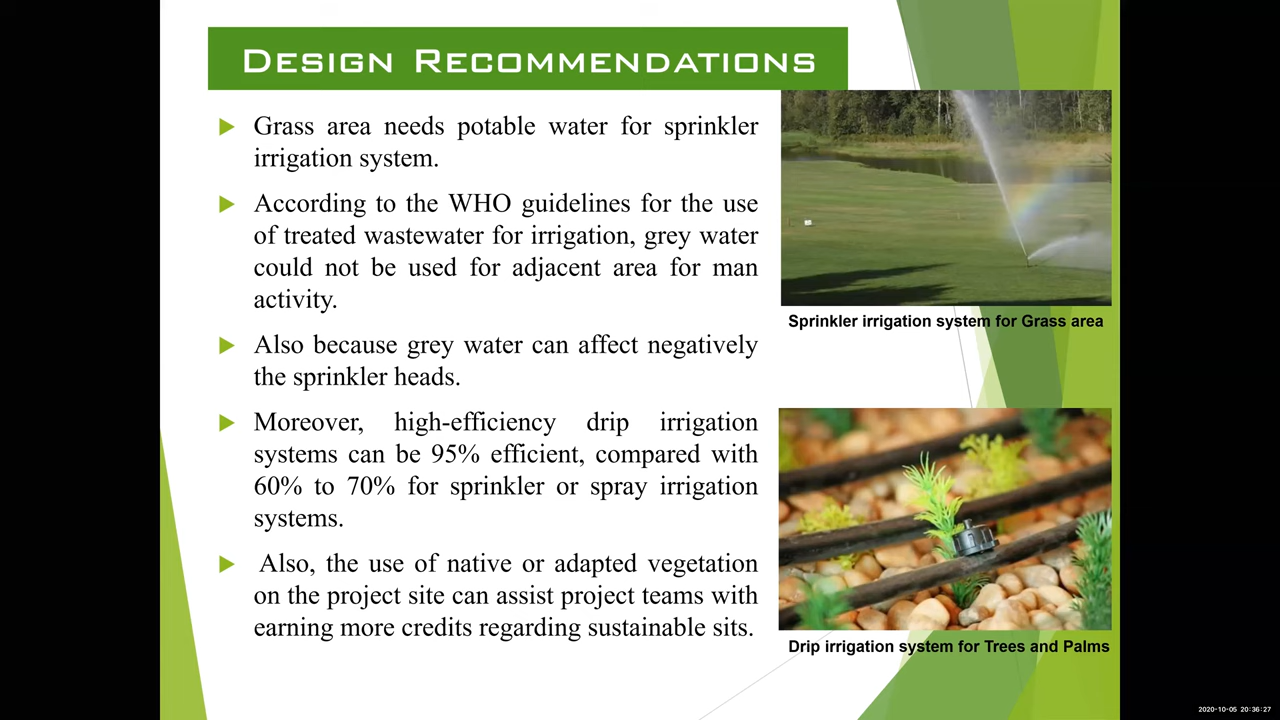 DESIGN RECOMMENDATIONS
Grass area needs potable water for sprinkler
irrigation system.
According to the WHO guidelines for the use
of treated wastewater for irrigation, grey water
could not be used for adjacent area for man
activity.
Also because grey water can affect negatively
the sprinkler heads.
Moreover, high-efficiency drip irrigation
systems can be 95% efficient, compared with
60% to 70% for sprinkler or spray irrigation
systems.
Also, the use of native or adapted vegetation
on the project site can assist project teams with
earning more credits regarding sustainable sits.
Sprinkler irrigation system for Grass area
Drip irrigation system for Trees and Palms
2020-10-05 20:36:27